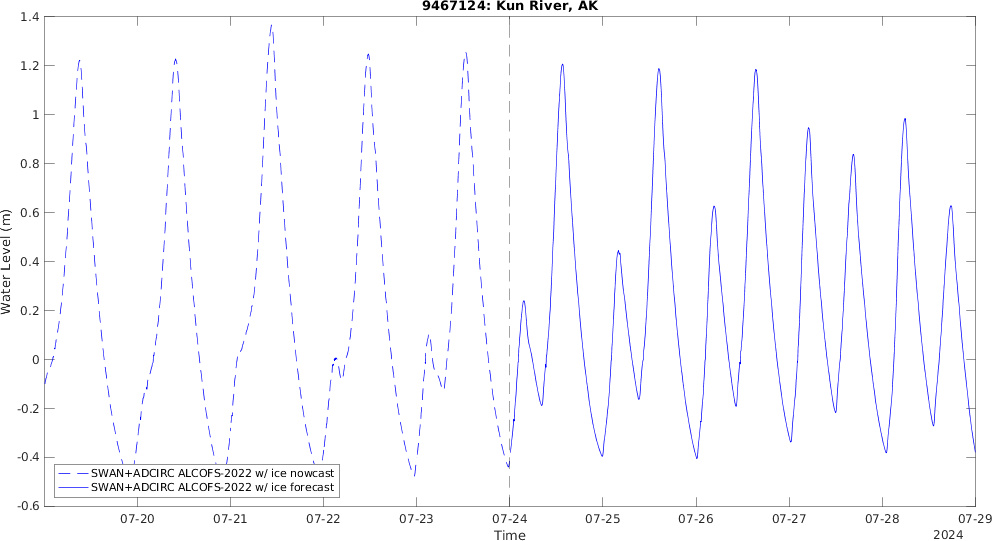 9467124: Kun River, AK
Water Level (m)
1.4
1.2
1
0.8
0.6
0.4
0.2
0
-0.2
-0.4
-0.6
SWAN+ADCIRC ALCOFS-2022 w/ ice nowcast
SWAN+ADCIRC ALCOFS-2022 w/ ice forecast
07-20 07-21 07-22 07-23 07-24 07-25 07-26 07-27 07-28 07-29
Time
2024